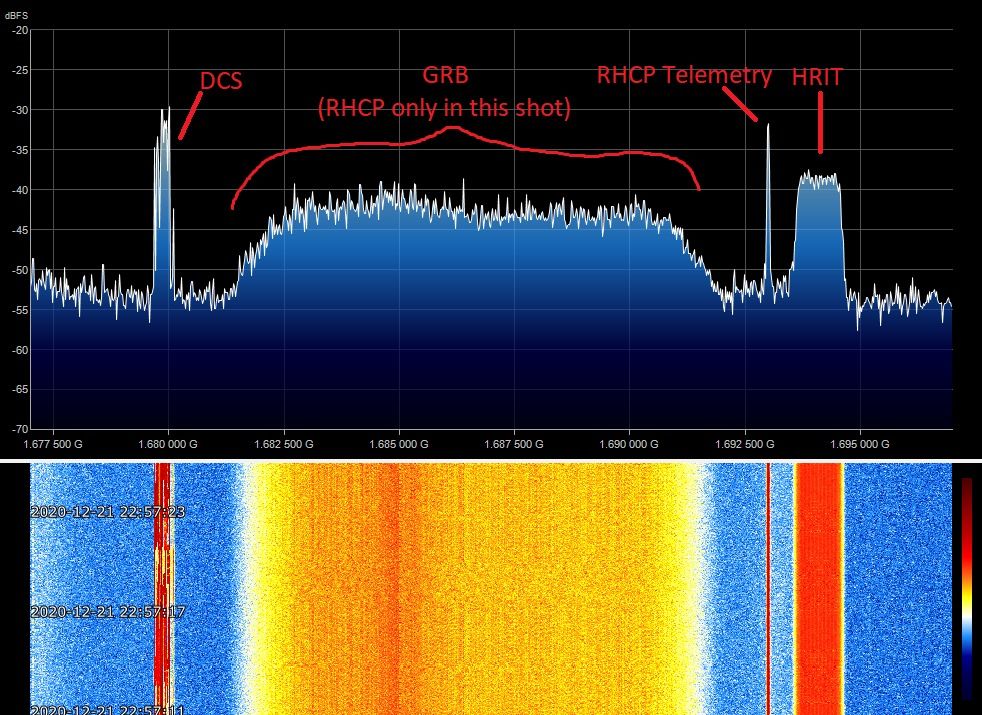 dBFS
-20
-25
-30
-35
-40
-45
-50
-55
-60
-65
-70
DCS
GRB
(RHCP only in this shot)
RHCP Telemetry
HRIT
1.677 500 G
1.680 000 G
1.682 500 G
1.685 000 G
1.687 500 G
1.690 000 G
1.692 500 G
1.695 000 G
2020-12-21 22:57:23
2020-12-21 22:57:17
2020-12-21 22:57:11